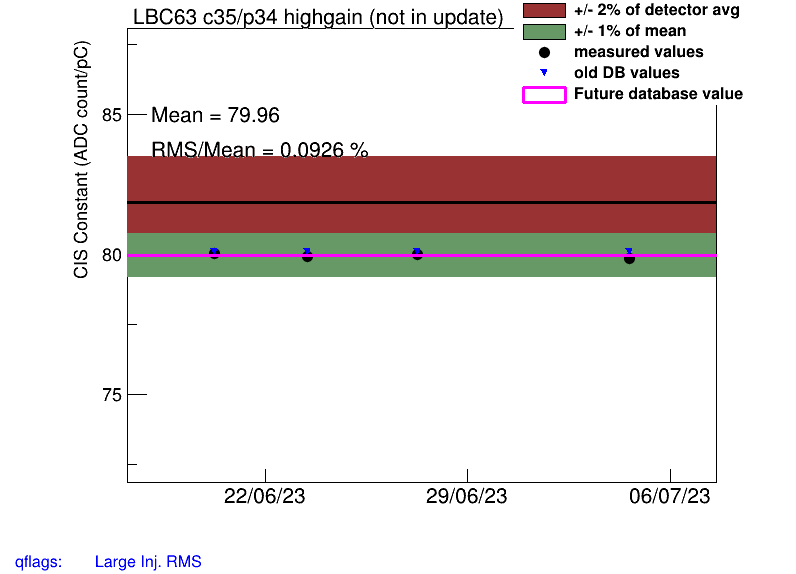 LBC63 c35/p34 highgain (not in update)
+/- 2% of detector avg
+/- 1% of mean
measured values
old DB values
Future database value
CIS Constant (ADC count/pC)
85
Mean = 79.96
RMS/Mean = 0.0926 %
80
75
22/06/23 29/06/23 06/07/23
qflags: Large Inj. RMS